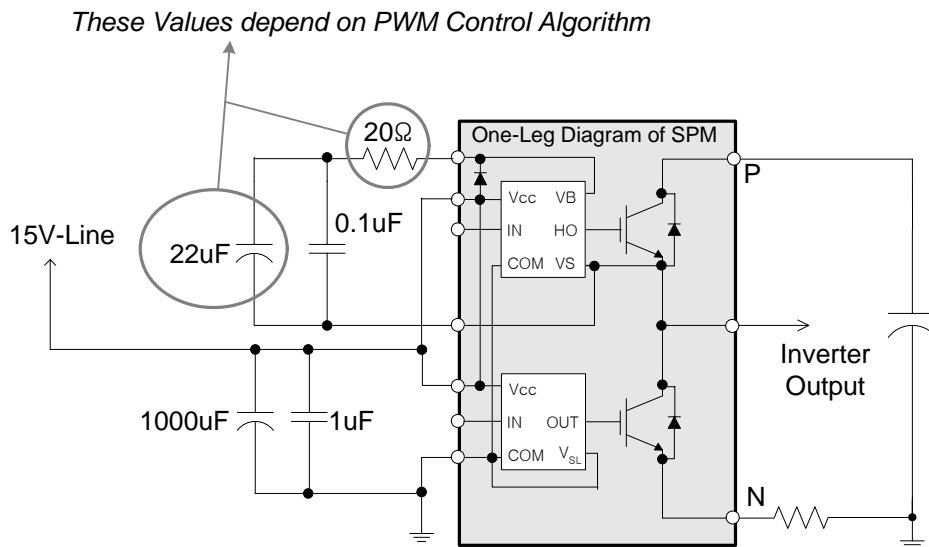 These Values depend on PWM Control Algorithm
20Ω
One-Leg Diagram of SPM
P
15V-Line
22uF
0.1uF
Vcc VB
IN HO
COM VS
Inverter
Output
1000uF
1uF
Vcc
IN OUT
COM VSL
N